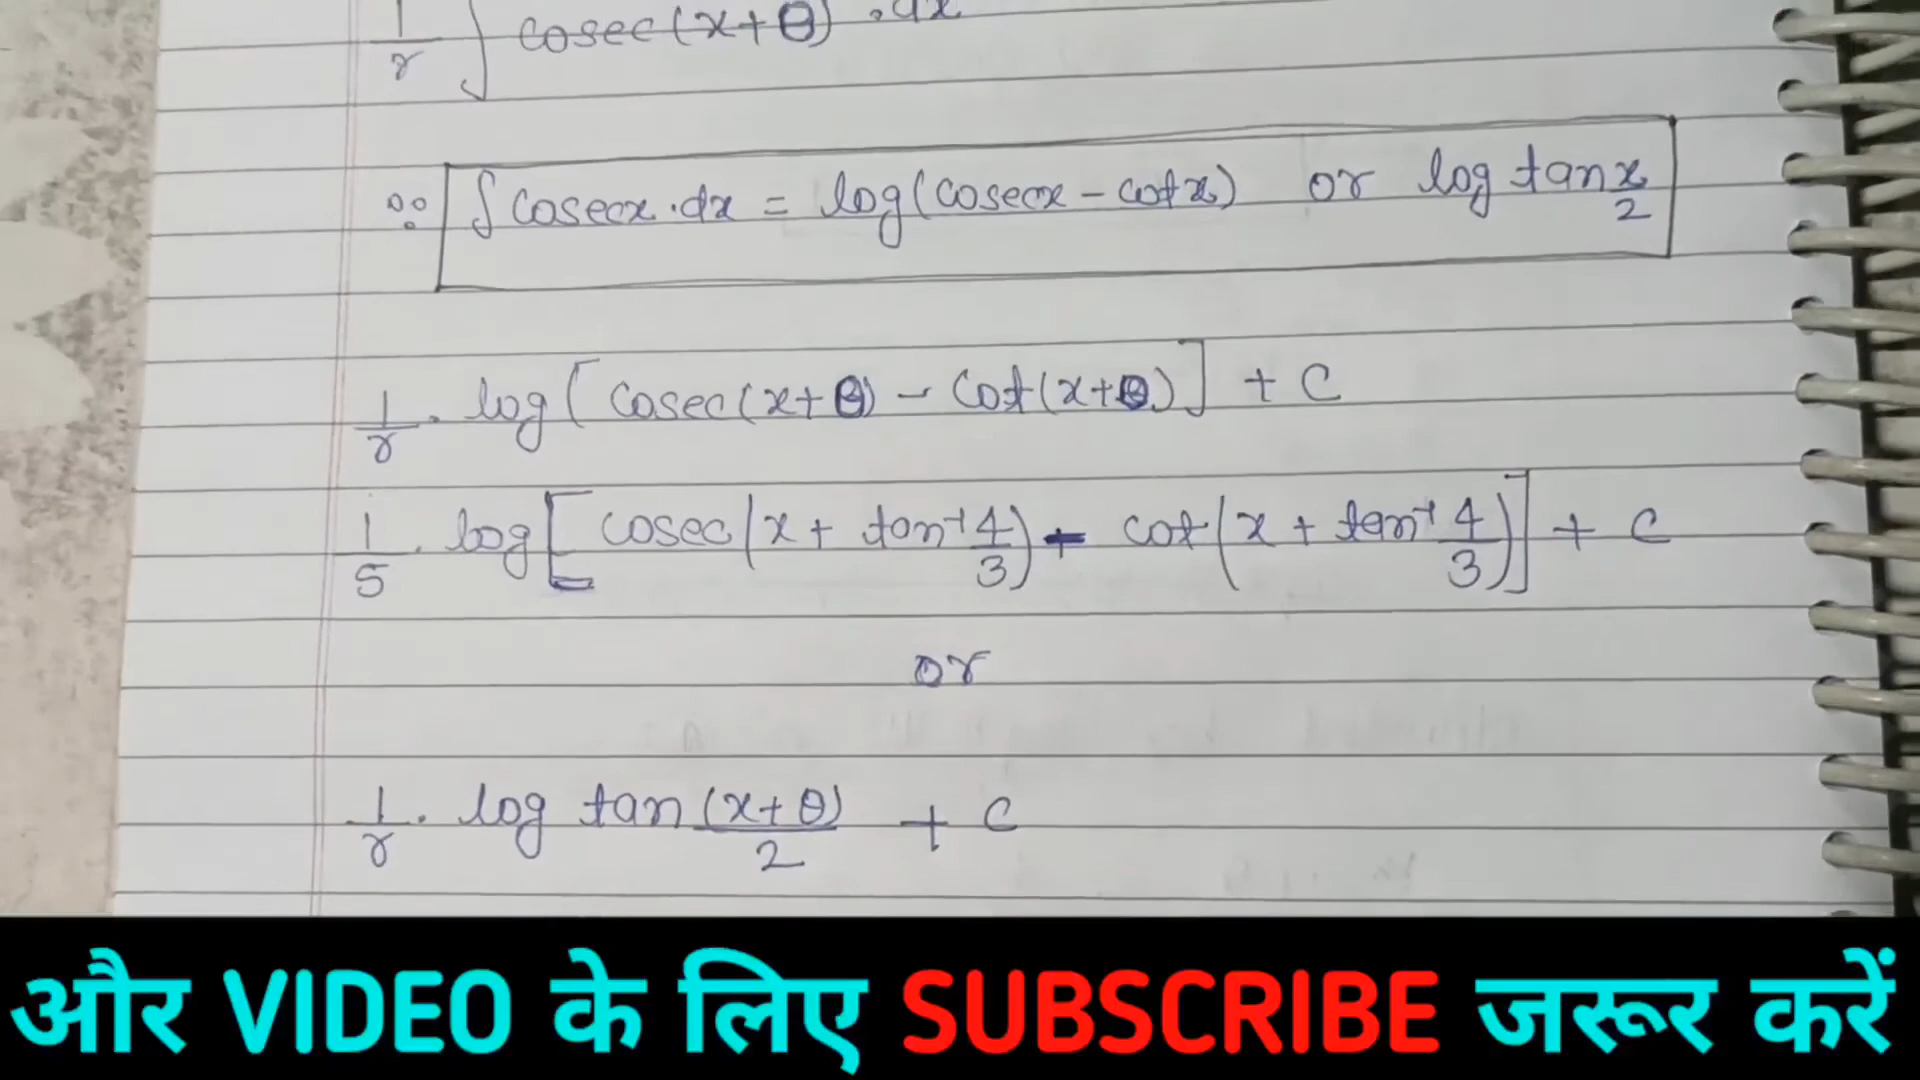 1/r ∫ cosec(x+θ) .dx
∵ ∫ cosecx.dx = log(cosecx - cotx) or log tan x/2
1/r . log[cosec(x+θ) - cot(x+θ)] + C
1/5 . log[cosec(x + tan⁻¹ 4/3) - cot(x + tan⁻¹ 4/3)] + C
or
1/r . log tan (x+θ)/2 + C
और VIDEO के लिए SUBSCRIBE जरूर करें